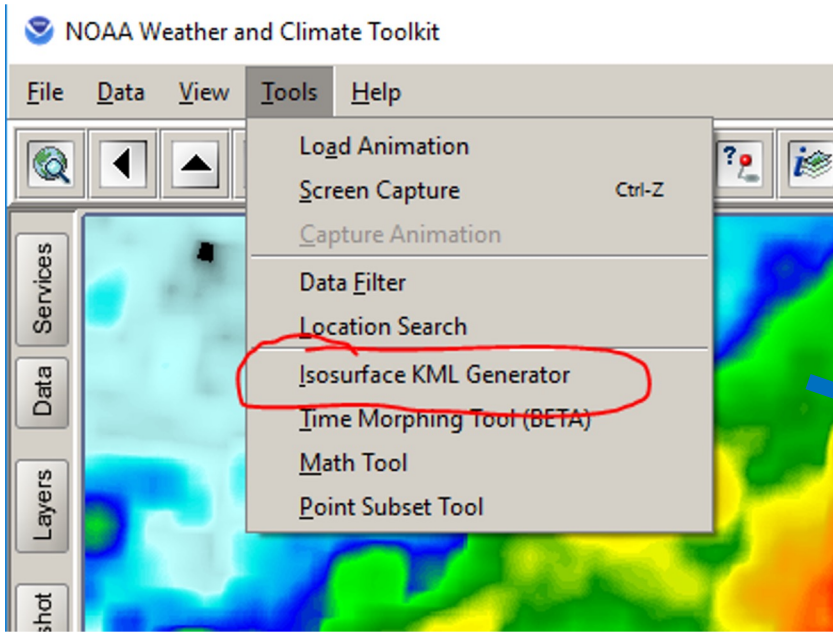 NOAA Weather and Climate Toolkit
File Data View Tools Help
Load Animation
Screen Capture Ctrl-Z
Capture Animation
Data Filter
Location Search
Isosurface KML Generator
Time Morphing Tool (BETA)
Math Tool
Point Subset Tool
Services
Data
Layers
shot